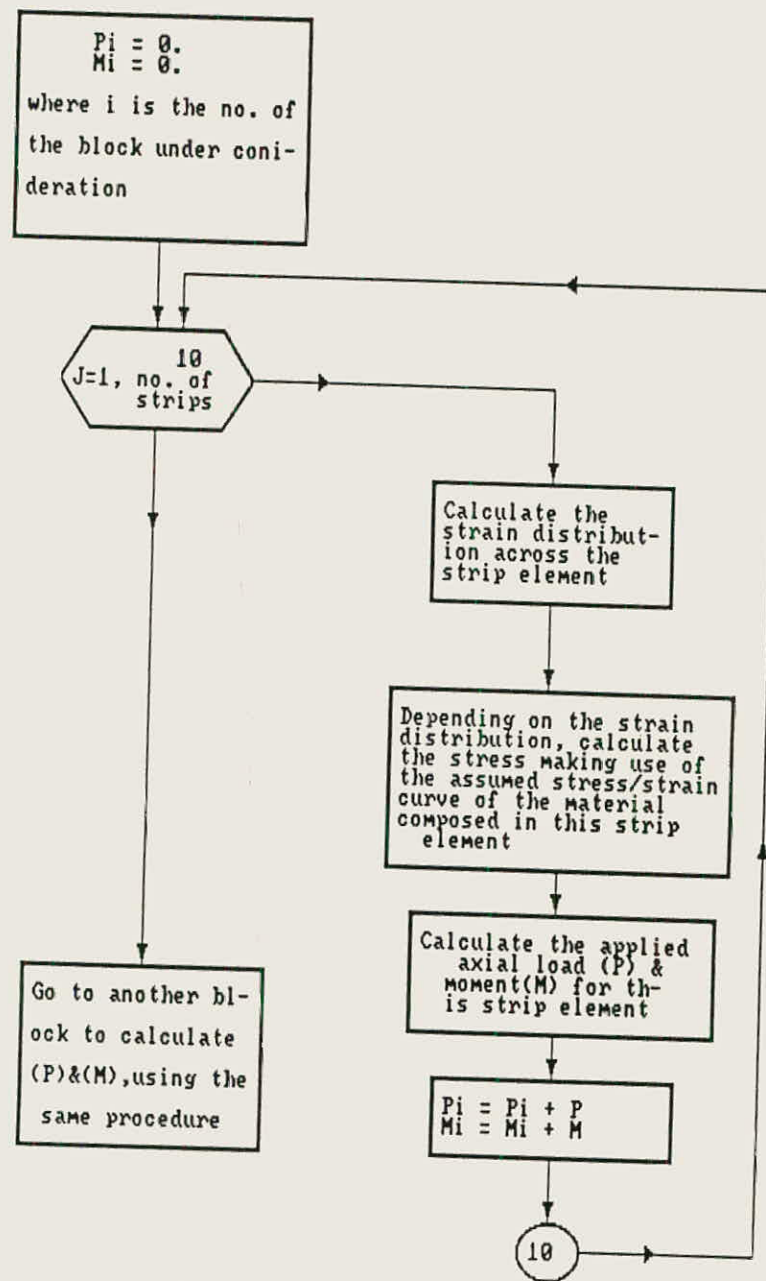 Pi = 0.
Mi = 0.
where i is the no. of
the block under coni-
deration
10
J=1, no. of
strips
Calculate the
strain distribut-
ion across the
strip element
Depending on the strain
distribution, calculate
the stress making use of
the assumed stress/strain
curve of the material
composed in this strip
element
Calculate the applied
axial load (P) &
moment(M) for th-
is strip element
Go to another bl-
ock to calculate
(P)&(M),using the
same procedure
Pi = Pi + P
Mi = Mi + M
10